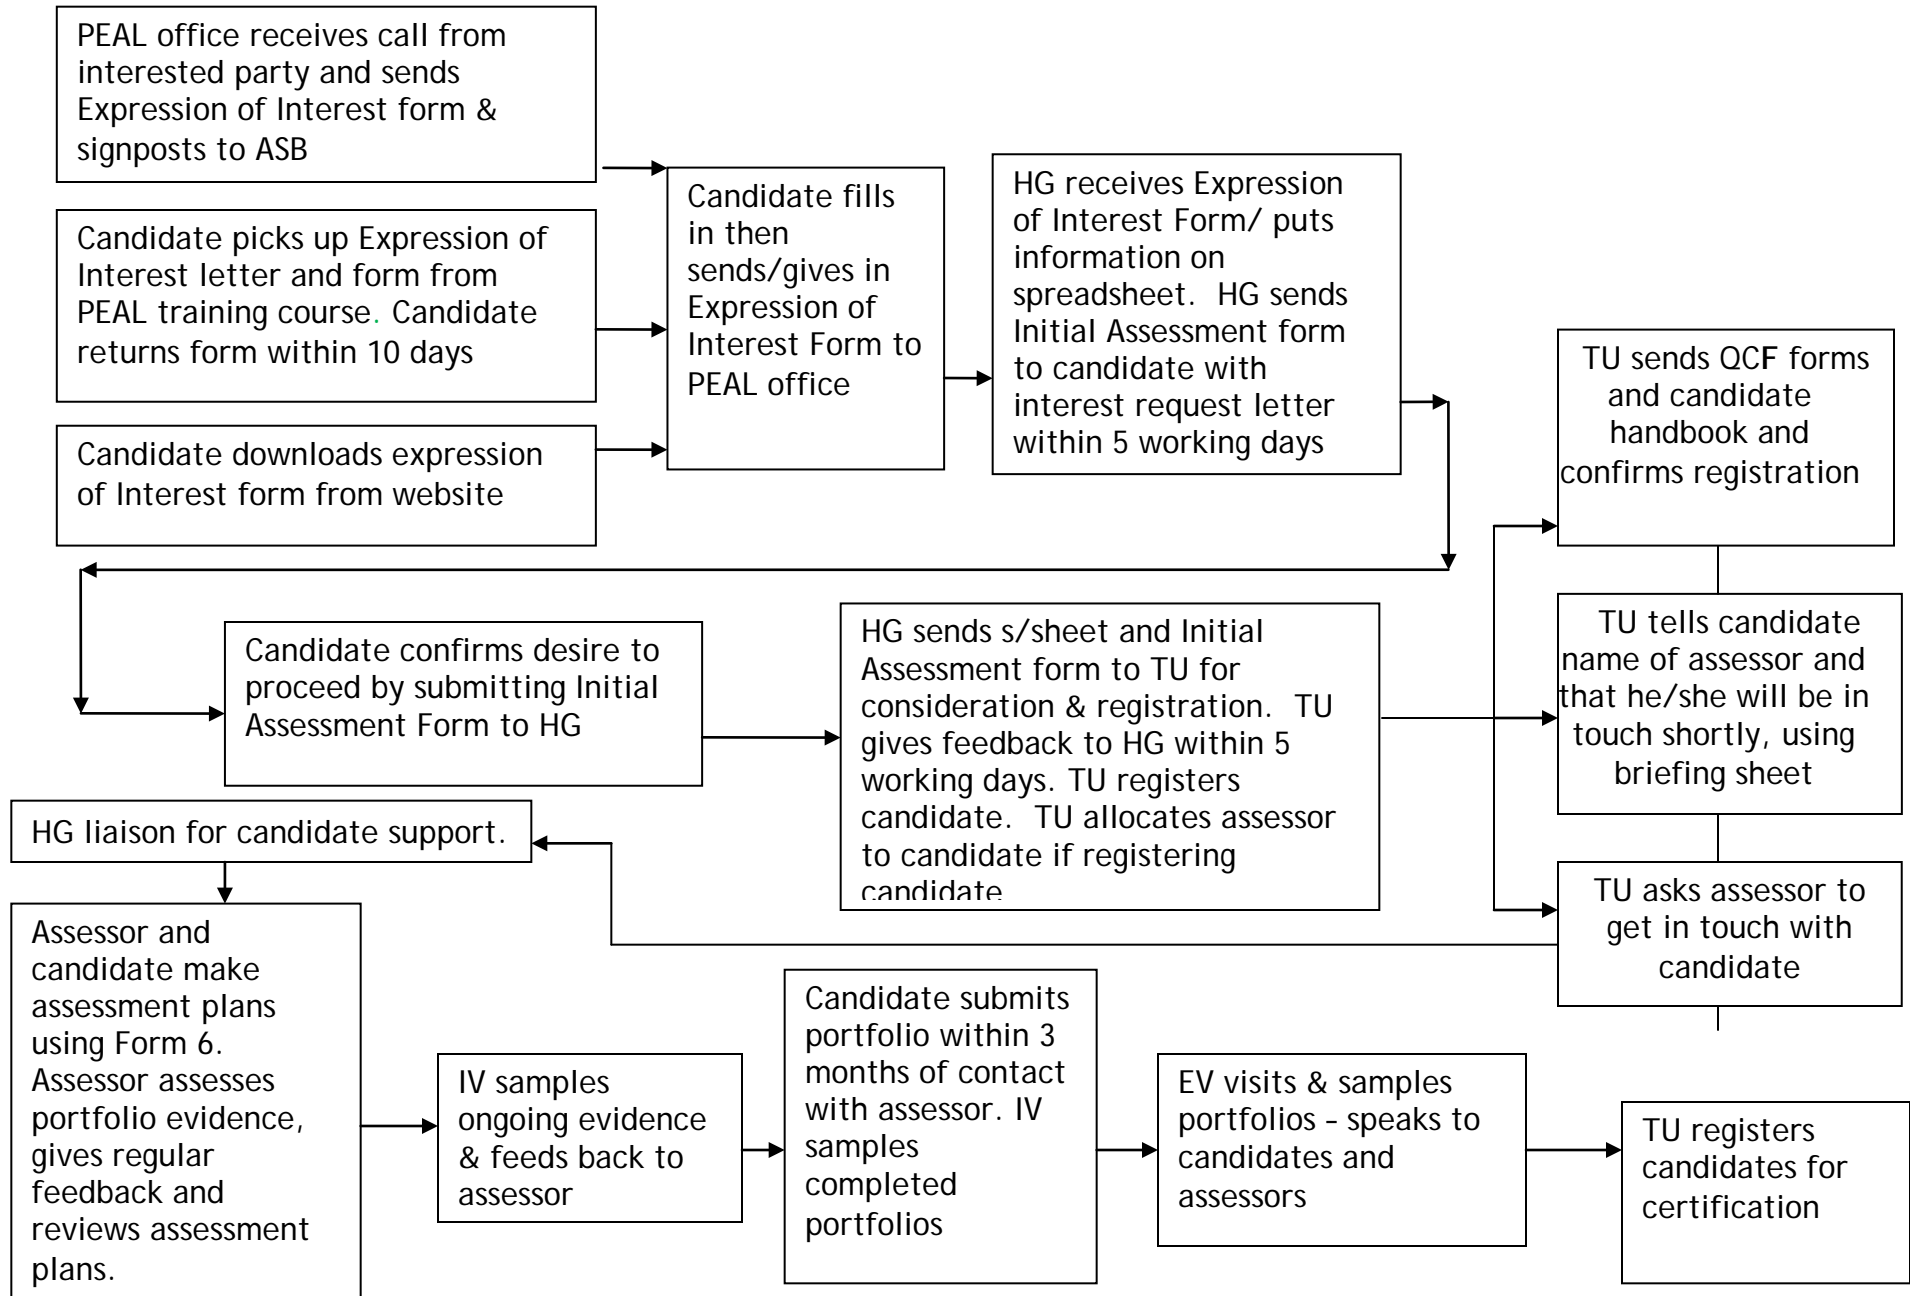 PEAL office receives call from
interested party and sends
Expression of Interest form &
signposts to ASB
Candidate picks up Expression of
Interest letter and form from
PEAL training course. Candidate
returns form within 10 days
Candidate downloads expression
of Interest form from website
Candidate fills
in then
sends/gives in
Expression of
Interest Form to
PEAL office
HG receives Expression
of Interest Form/ puts
information on
spreadsheet.  HG sends
Initial Assessment form
to candidate with
interest request letter
within 5 working days
Candidate confirms desire to
proceed by submitting Initial
Assessment Form to HG
HG sends s/sheet and Initial
Assessment form to TU for
consideration & registration.  TU
gives feedback to HG within 5
working days. TU registers
candidate.  TU allocates assessor
to candidate if registering
candidate
TU sends QCF forms
and candidate
handbook and
confirms registration
TU tells candidate
name of assessor and
that he/she will be in
touch shortly, using
briefing sheet
TU asks assessor to
get in touch with
candidate
HG liaison for candidate support.
Assessor and
candidate make
assessment plans
using Form 6.
Assessor assesses
portfolio evidence,
gives regular
feedback and
reviews assessment
plans.
IV samples
ongoing evidence
& feeds back to
assessor
Candidate submits
portfolio within 3
months of contact
with assessor. IV
samples
completed
portfolios
EV visits & samples
portfolios – speaks to
candidates and
assessors
TU registers
candidates for
certification